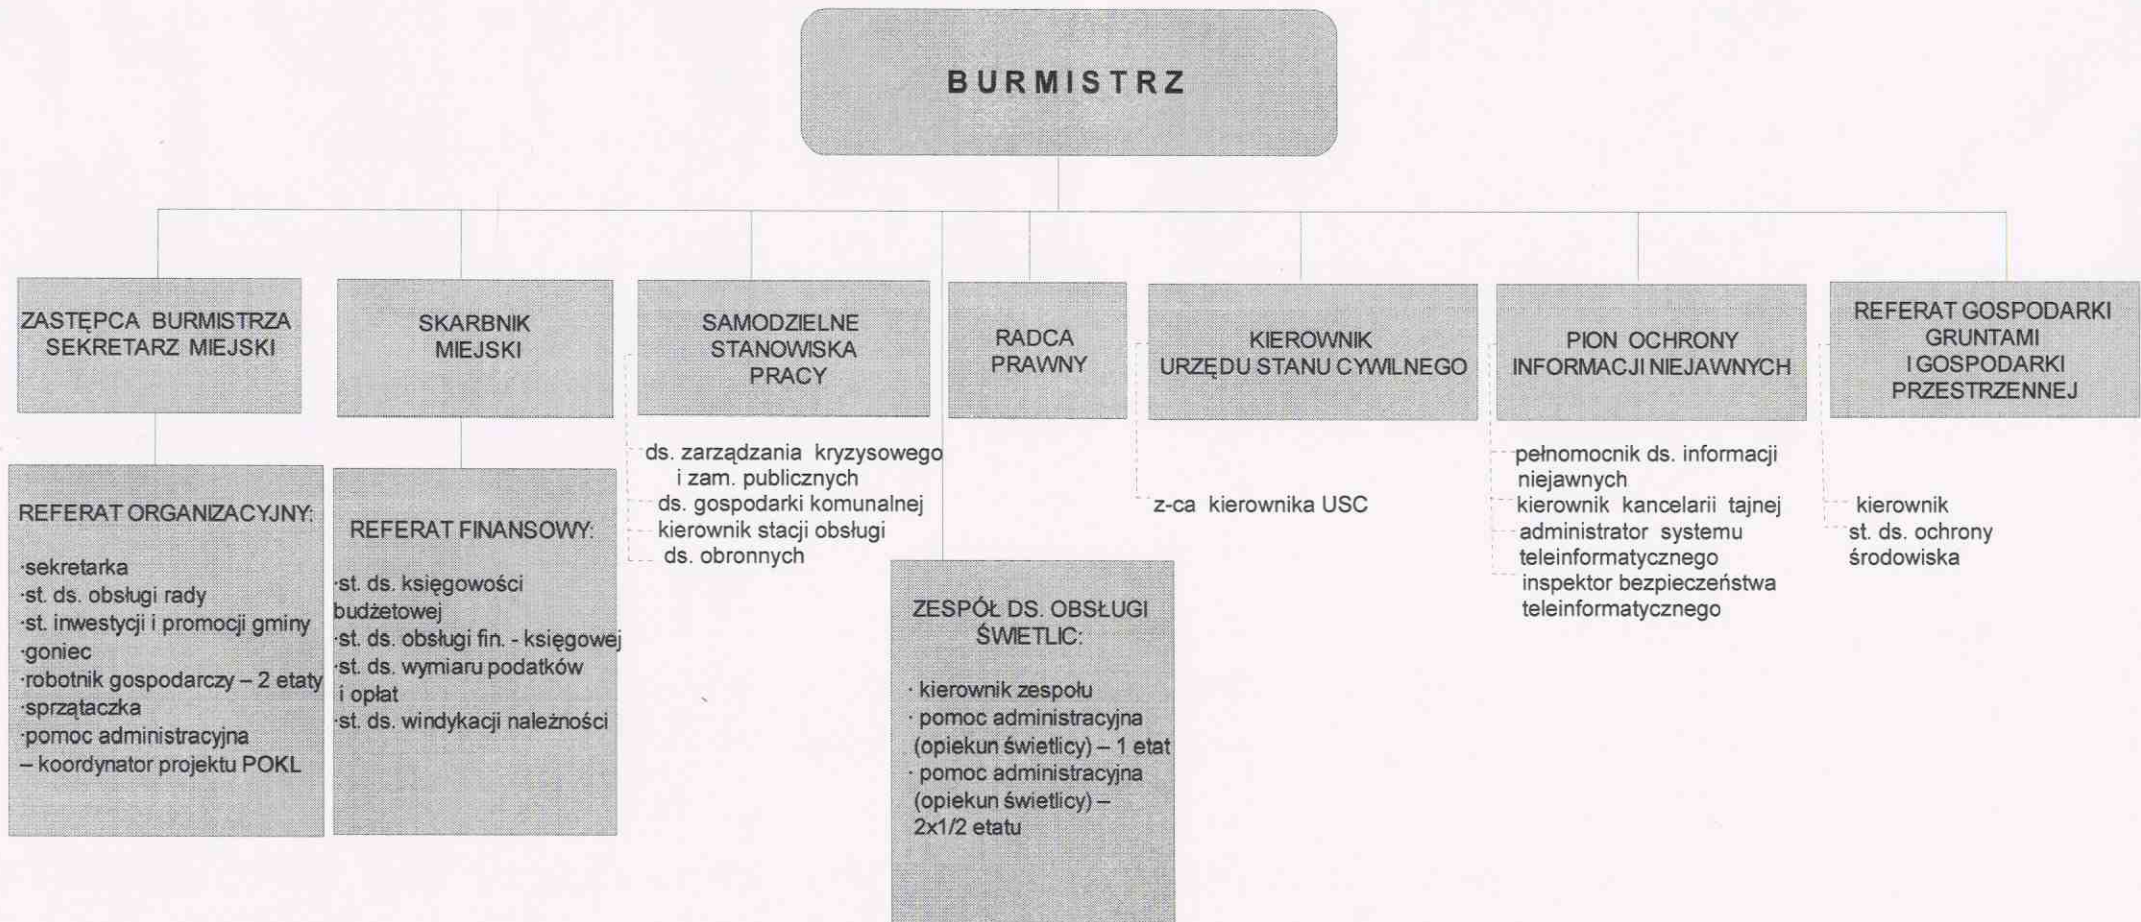 BURMISTRZ
ZASTĘPCA BURMISTRZA
SEKRETARZ MIEJSKI
SKARBNIK
MIEJSKI
SAMODZIELNE
STANOWISKA
PRACY
RADCA
PRAWNY
KIEROWNIK
URZĘDU STANU CYWILNEGO
PION OCHRONY
INFORMACJI NIEJAWNYCH
REFERAT GOSPODARKI
GRUNTAMI
I GOSPODARKI
PRZESTRZENNEJ
REFERAT ORGANIZACYJNY:
·sekretarka
·st. ds. obsługi rady
·st. inwestycji i promocji gminy
·goniec
·robotnik gospodarczy – 2 etaty
·sprzątaczka
·pomoc administracyjna
– koordynator projektu POKL
REFERAT FINANSOWY:
·st. ds. księgowości
budżetowej
·st. ds. obsługi fin. - księgowej
·st. ds. wymiaru podatków
i opłat
·st. ds. windykacji należności
ds. zarządzania kryzysowego
i zam. publicznych
ds. gospodarki komunalnej
kierownik stacji obsługi
ds. obronnych
ZESPÓŁ DS. OBSŁUGI
ŚWIETLIC:
· kierownik zespołu
· pomoc administracyjna
(opiekun świetlicy) – 1 etat
· pomoc administracyjna
(opiekun świetlicy) –
2x1/2 etatu
z-ca kierownika USC
pełnomocnik ds. informacji
niejawnych
kierownik kancelarii tajnej
administrator systemu
teleinformatycznego
inspektor bezpieczeństwa
teleinformatycznego
kierownik
st. ds. ochrony
środowiska